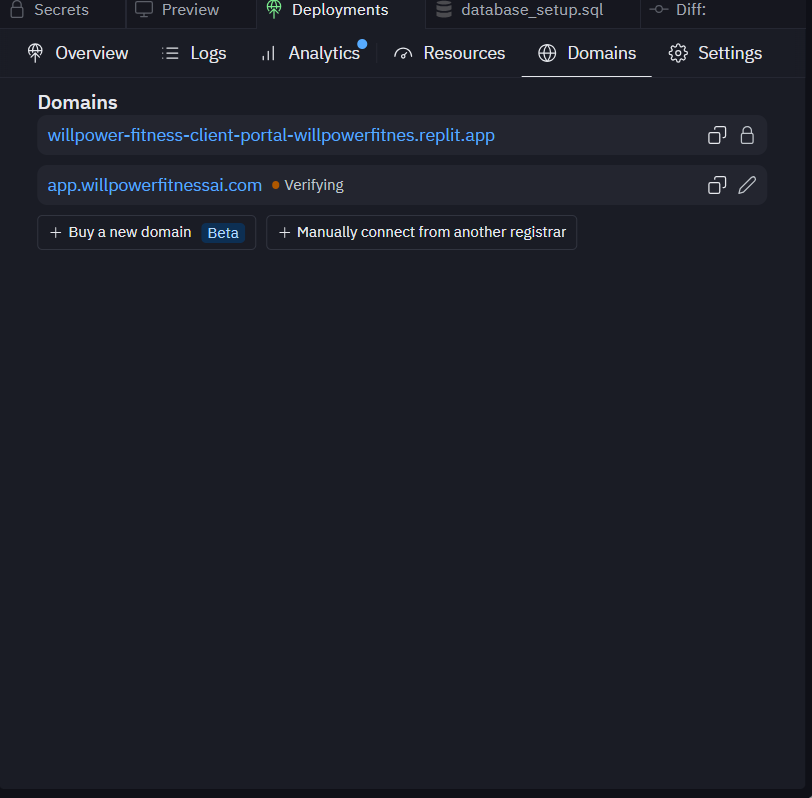 Secrets Preview Deployments database_setup.sql Diff:
Overview Logs Analytics Resources Domains Settings
Domains
willpower-fitness-client-portal-willpowerfitnes.replit.app
app.willpowerfitnessai.com Verifying
+ Buy a new domain Beta + Manually connect from another registrar